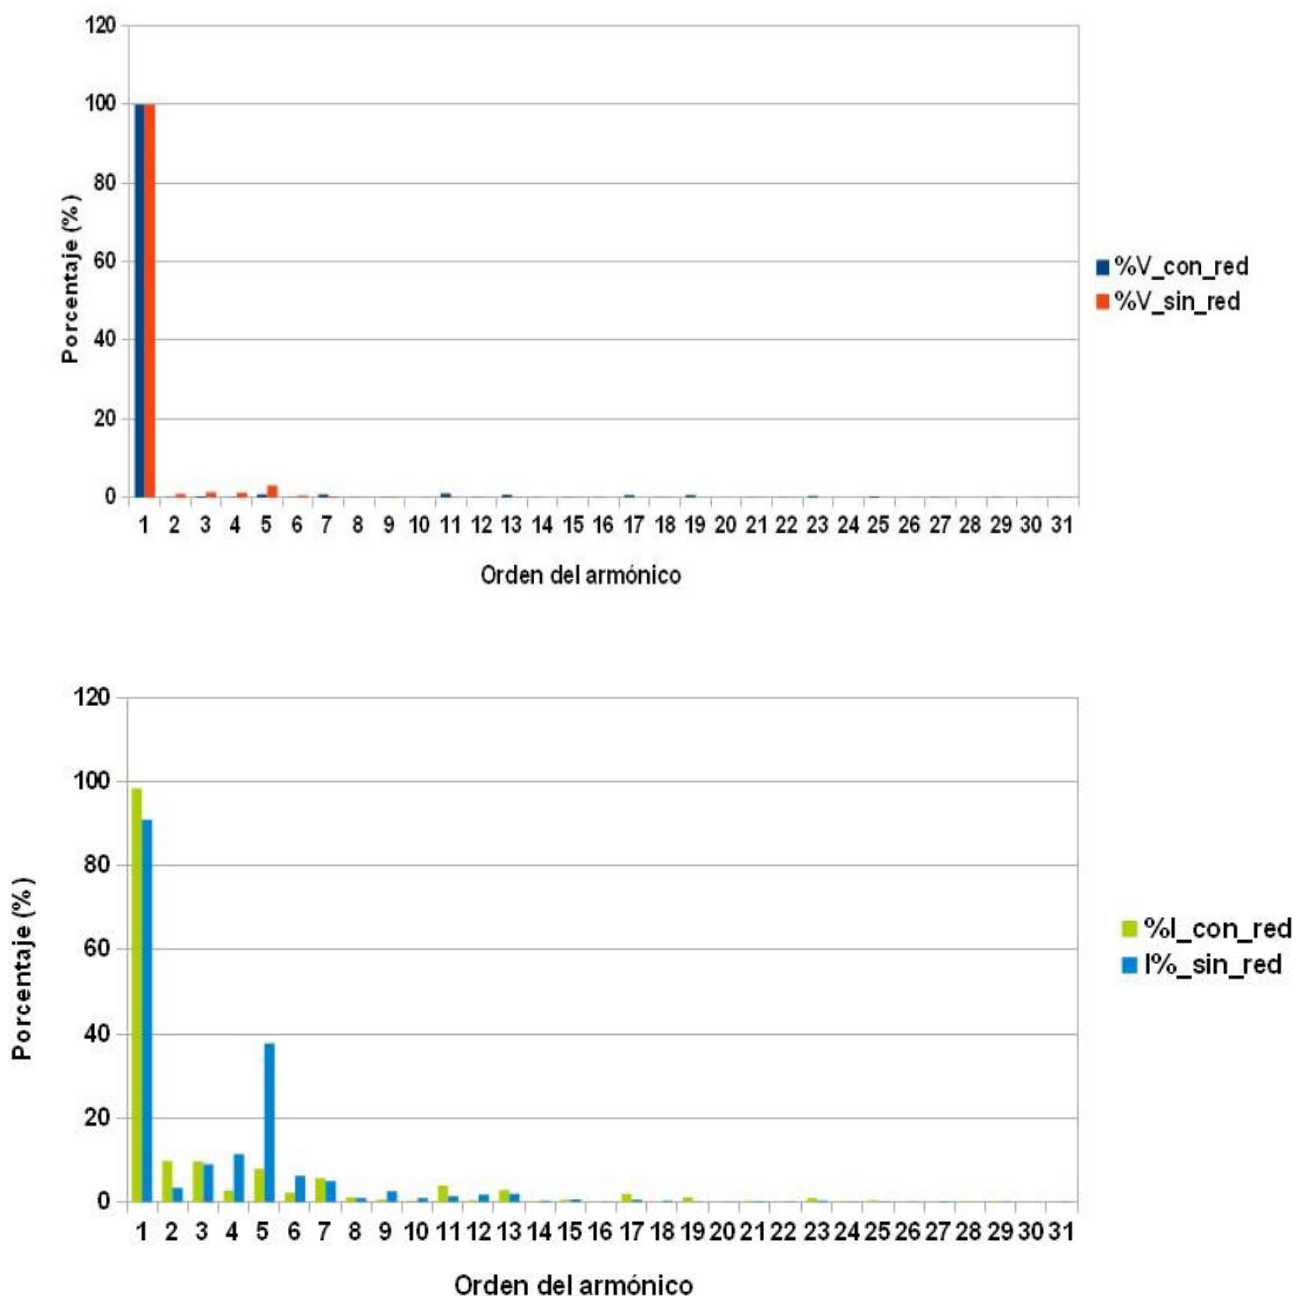 120
100
80
60
40
20
0
Porcentaje (%)
1 2 3 4 5 6 7 8 9 10 11 12 13 14 15 16 17 18 19 20 21 22 23 24 25 26 27 28 29 30 31
Orden del armónico
%V_con_red
%V_sin_red
120
100
80
60
40
20
0
Porcentaje (%)
1 2 3 4 5 6 7 8 9 10 11 12 13 14 15 16 17 18 19 20 21 22 23 24 25 26 27 28 29 30 31
Orden del armónico
%I_con_red
I%_sin_red